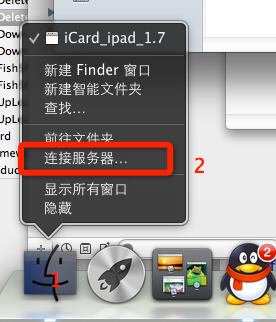 Delete
✓ iCard_ipad_1.7
新建 Finder 窗口
新建智能文件夹
查找...
前往文件夹
连接服务器...
2
显示所有窗口
隐藏
1
2